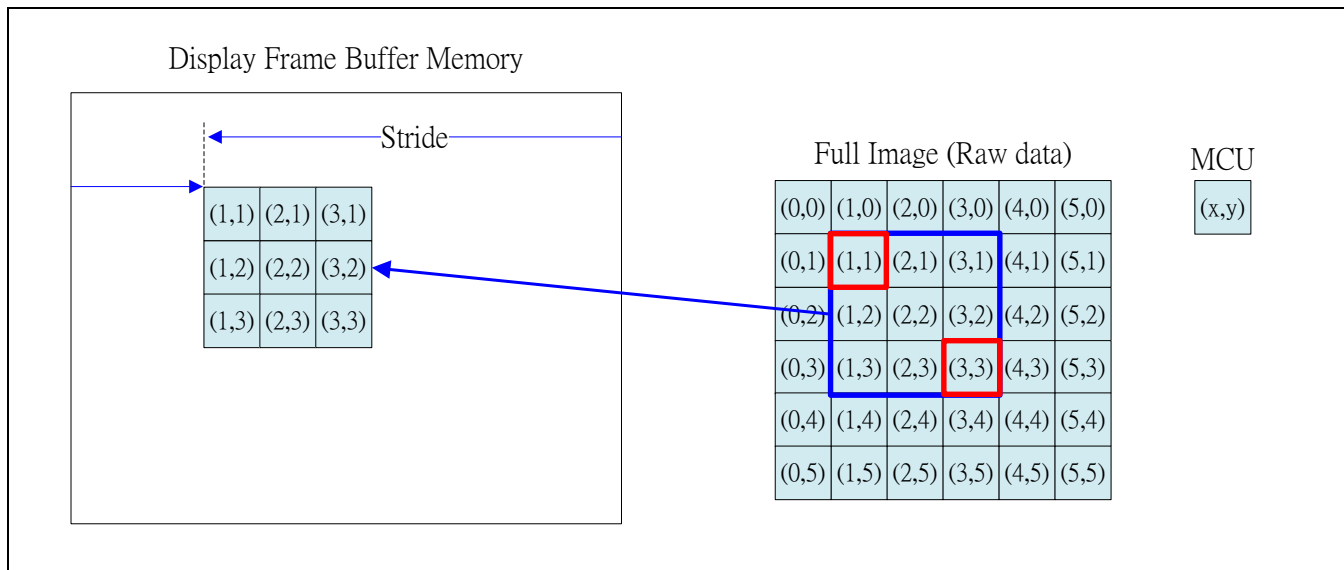 Display Frame Buffer Memory
Stride
(1,1) (2,1) (3,1)
(1,2) (2,2) (3,2)
(1,3) (2,3) (3,3)
Full Image (Raw data)
(0,0) (1,0) (2,0) (3,0) (4,0) (5,0)
(0,1) (1,1) (2,1) (3,1) (4,1) (5,1)
(0,2) (1,2) (2,2) (3,2) (4,2) (5,2)
(0,3) (1,3) (2,3) (3,3) (4,3) (5,3)
(0,4) (1,4) (2,4) (3,4) (4,4) (5,4)
(0,5) (1,5) (2,5) (3,5) (4,5) (5,5)
MCU
(x,y)